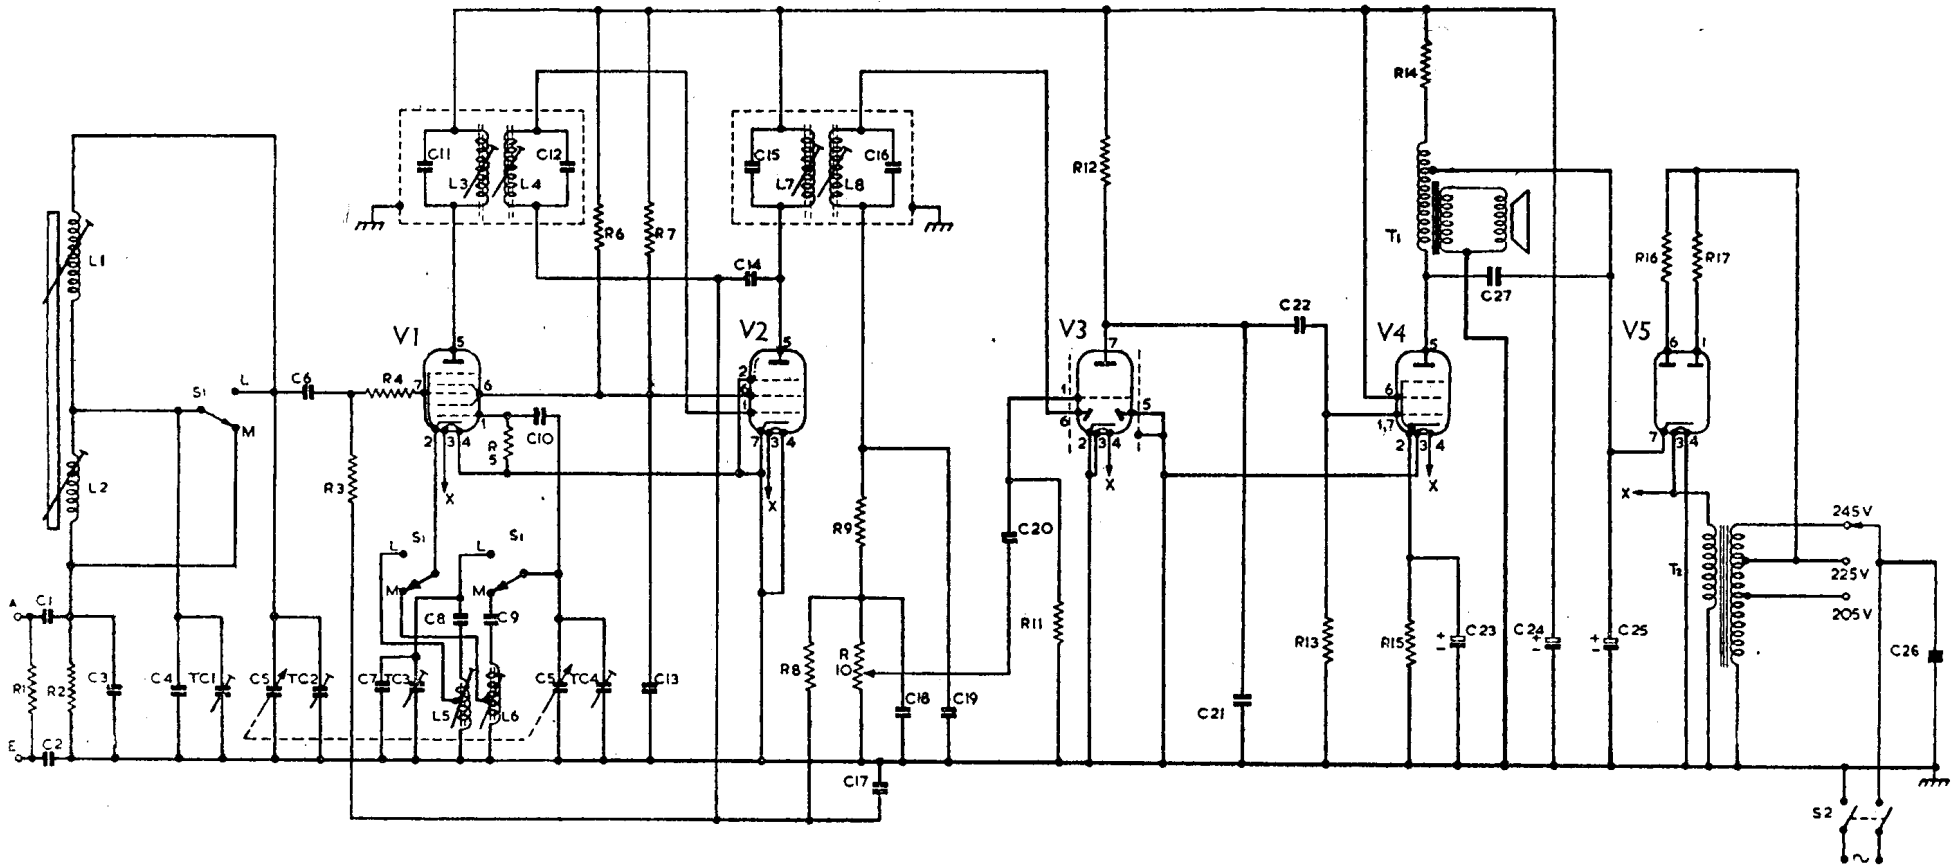 R14
C11
L3
L4
C12
C15
L7
L8
C16
R12
R6
R7
T1
L1
C14
R16
R17
C27
C22
V1
V2
V3
V4
V5
5
5
7
5
6
1
S1
L
C6
R4
7
6
2
6
1
1
6
5
6
1,7
M
1
2
3
4
R
5
C10
7
3
4
2
3
4
2
3
4
7
3
4
L2
R3
X
X
X
X
X
R9
C20
245V
T2
225V
205V
L
S1
L
S1
M
M
A
C1
C8
C9
R11
R13
R15
+
-
C23
C24
+
-
+
-
C25
C26
R1
R2
C3
C4
TC1
C5
TC2
C7
TC3
L5
L6
C5
TC4
C13
R8
R
10
C18
C19
C21
E
C2
C17
S2
~